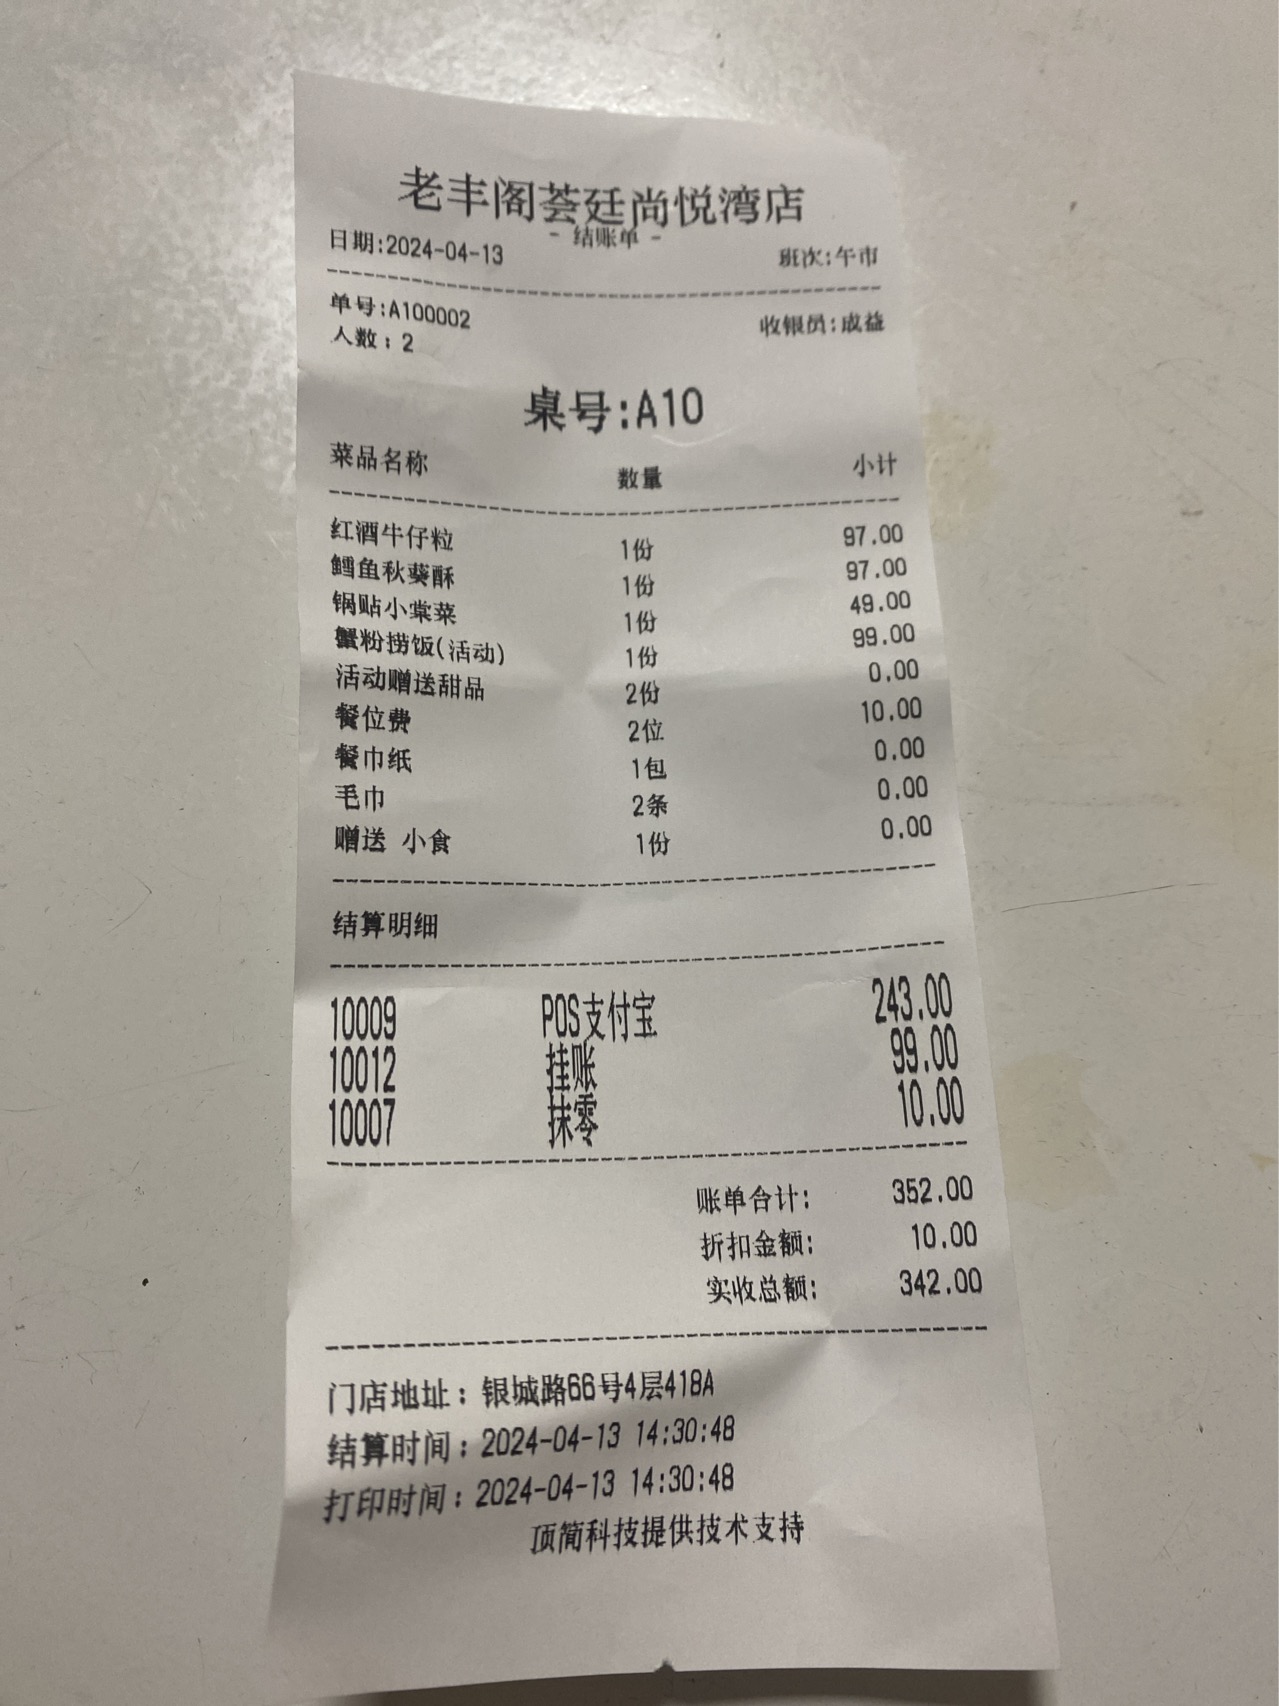 老丰阁荟廷尚悦湾店
- 结账单 -
日期:2024-04-13 班次:午市
单号:A100002 收银员:成益
人数：2
桌号:A10
菜品名称 数量 小计
红酒牛仔粒 1份 97.00
鳕鱼秋葵酥 1份 97.00
锅贴小棠菜 1份 49.00
蟹粉捞饭(活动) 1份 99.00
活动赠送甜品 2份 0.00
餐位费 2位 10.00
餐巾纸 1包 0.00
毛巾 2条 0.00
赠送 小食 1份 0.00
结算明细
10009 POS支付宝 243.00
10012 挂账 99.00
10007 抹零 10.00
账单合计: 352.00
折扣金额: 10.00
实收总额: 342.00
门店地址：银城路66号4层418A
结算时间：2024-04-13 14:30:48
打印时间：2024-04-13 14:30:48
顶简科技提供技术支持